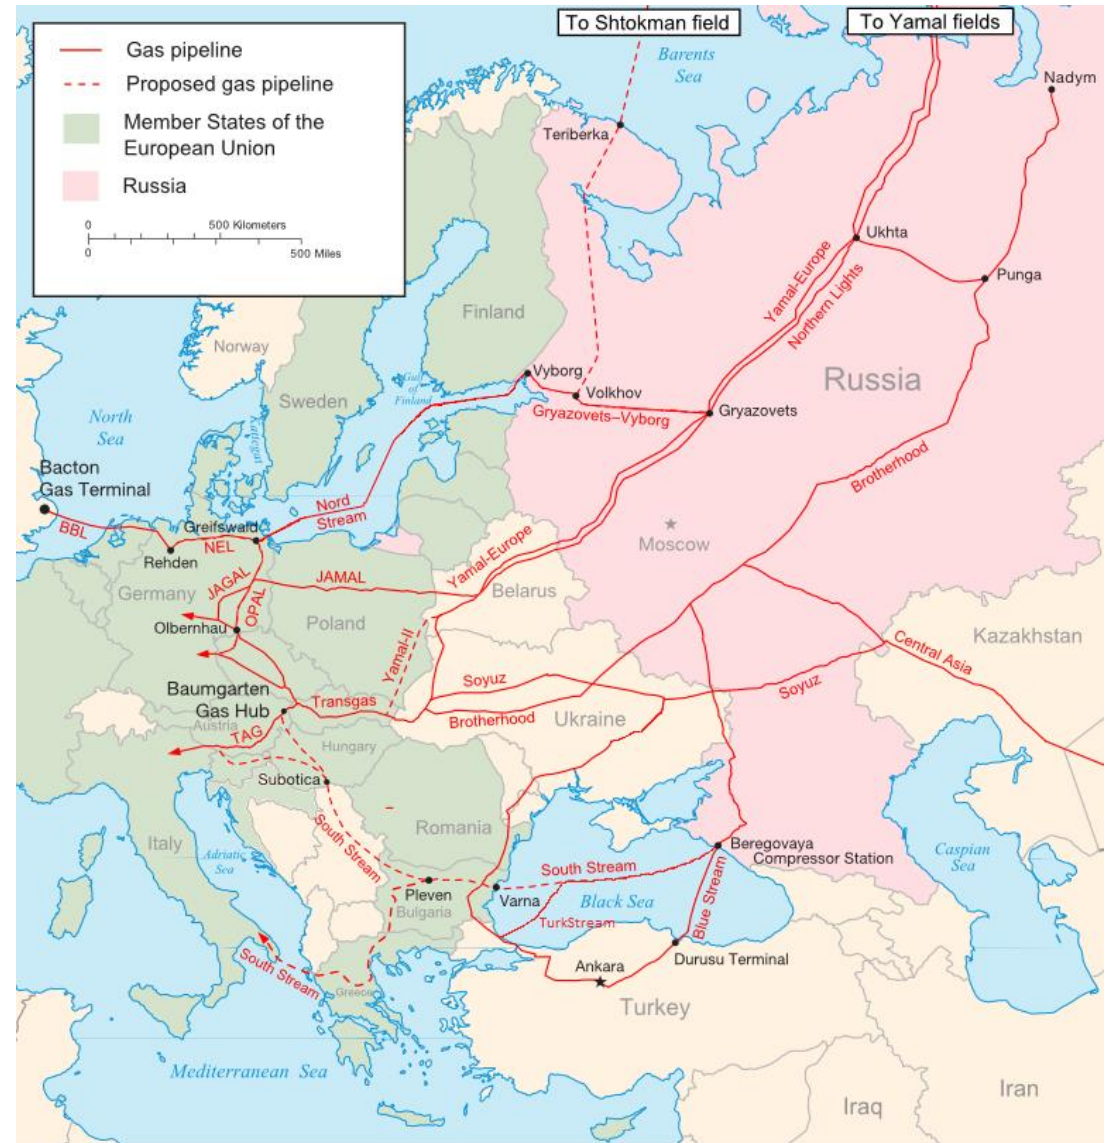 To Shtokman field
To Yamal fields
Gas pipeline
Proposed gas pipeline
Member States of the
European Union
Russia
0
500 Kilometers
0
500 Miles
Barents
Sea
Nadym
Teriberka
Ukhta
Punga
Yamal-Europe
Northern Lights
Finland
Norway
Sweden
Gulf
of
Finland
Vyborg
Volkhov
Gryazovets–Vyborg
Gryazovets
Russia
North
Sea
Kattegat
Bacton
Gas Terminal
BBL
Greifswald
NEL
Rehden
Nord
Stream
Brotherhood
Moscow
Yamal-Europe
Belarus
JAGAL
JAMAL
OPAL
Germany
Poland
Olbernhau
Yamal-II
Kazakhstan
Central Asia
Soyuz
Soyuz
Baumgarten
Gas Hub
Transgas
Brotherhood
Ukraine
Austria
TAG
Hungary
Subotica
Italy
Romania
South Stream
Adriatic
Sea
Beregovaya
Compressor Station
Caspian
Sea
South Stream
Pleven
Varna
Bulgaria
Black Sea
Blue Stream
TurkStream
Durusu Terminal
Ankara
South Stream
Greece
Turkey
Mediterranean Sea
Iraq
Iran